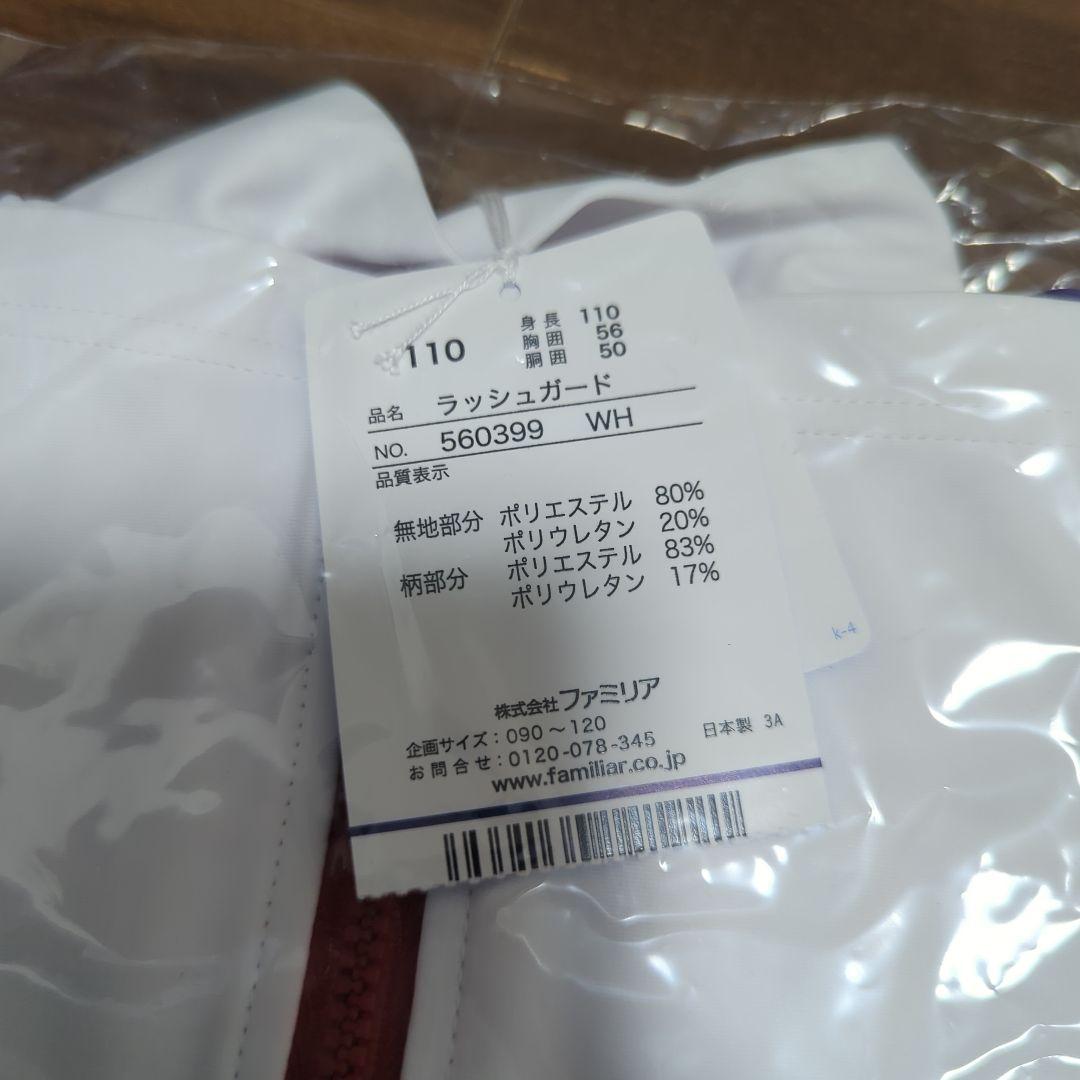 110
身長 110
胸囲 56
胴囲 50
品名 ラッシュガード
NO. 560399 WH
品質表示
無地部分 ポリエステル 80%
ポリウレタン 20%
柄部分 ポリエステル 83%
ポリウレタン 17%
k-4
株式会社ファミリア
企画サイズ：090～120
お問合せ：0120-078-345 日本製 3A
www.familiar.co.jp